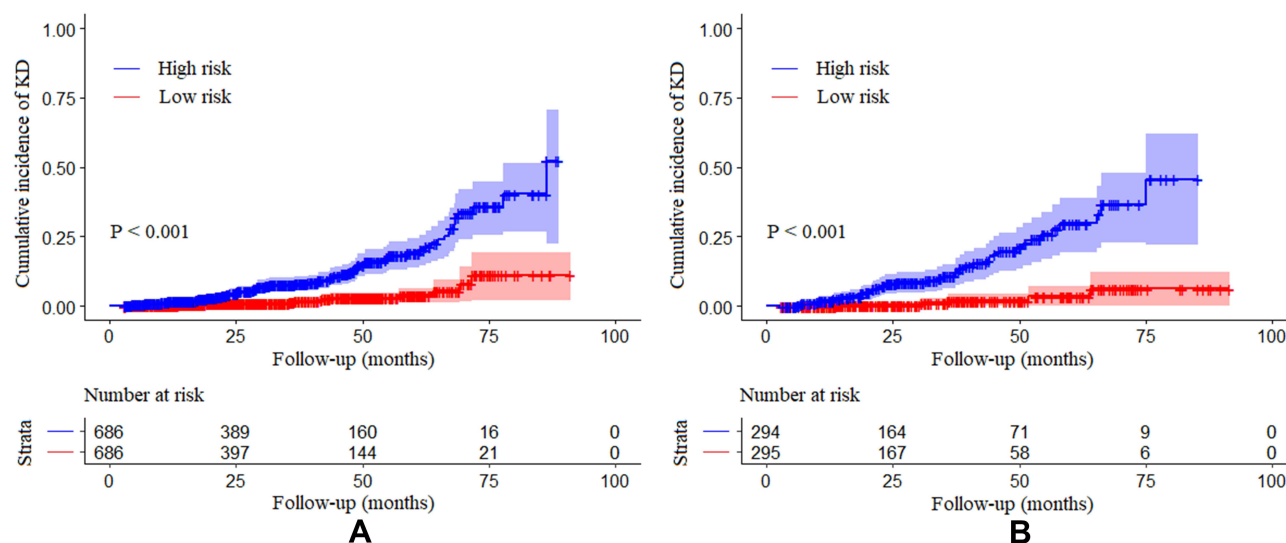 Cumulative incidence of KD
1.00
0.75
0.50
0.25
0.00
High risk
Low risk
P < 0.001
0 25 50 75 100
Follow-up (months)
Number at risk
Strata
686 389 160 16 0
686 397 144 21 0
0 25 50 75 100
Follow-up (months)
A
Cumulative incidence of KD
1.00
0.75
0.50
0.25
0.00
High risk
Low risk
P < 0.001
0 25 50 75 100
Follow-up (months)
Number at risk
Strata
294 164 71 9 0
295 167 58 6 0
0 25 50 75 100
Follow-up (months)
B